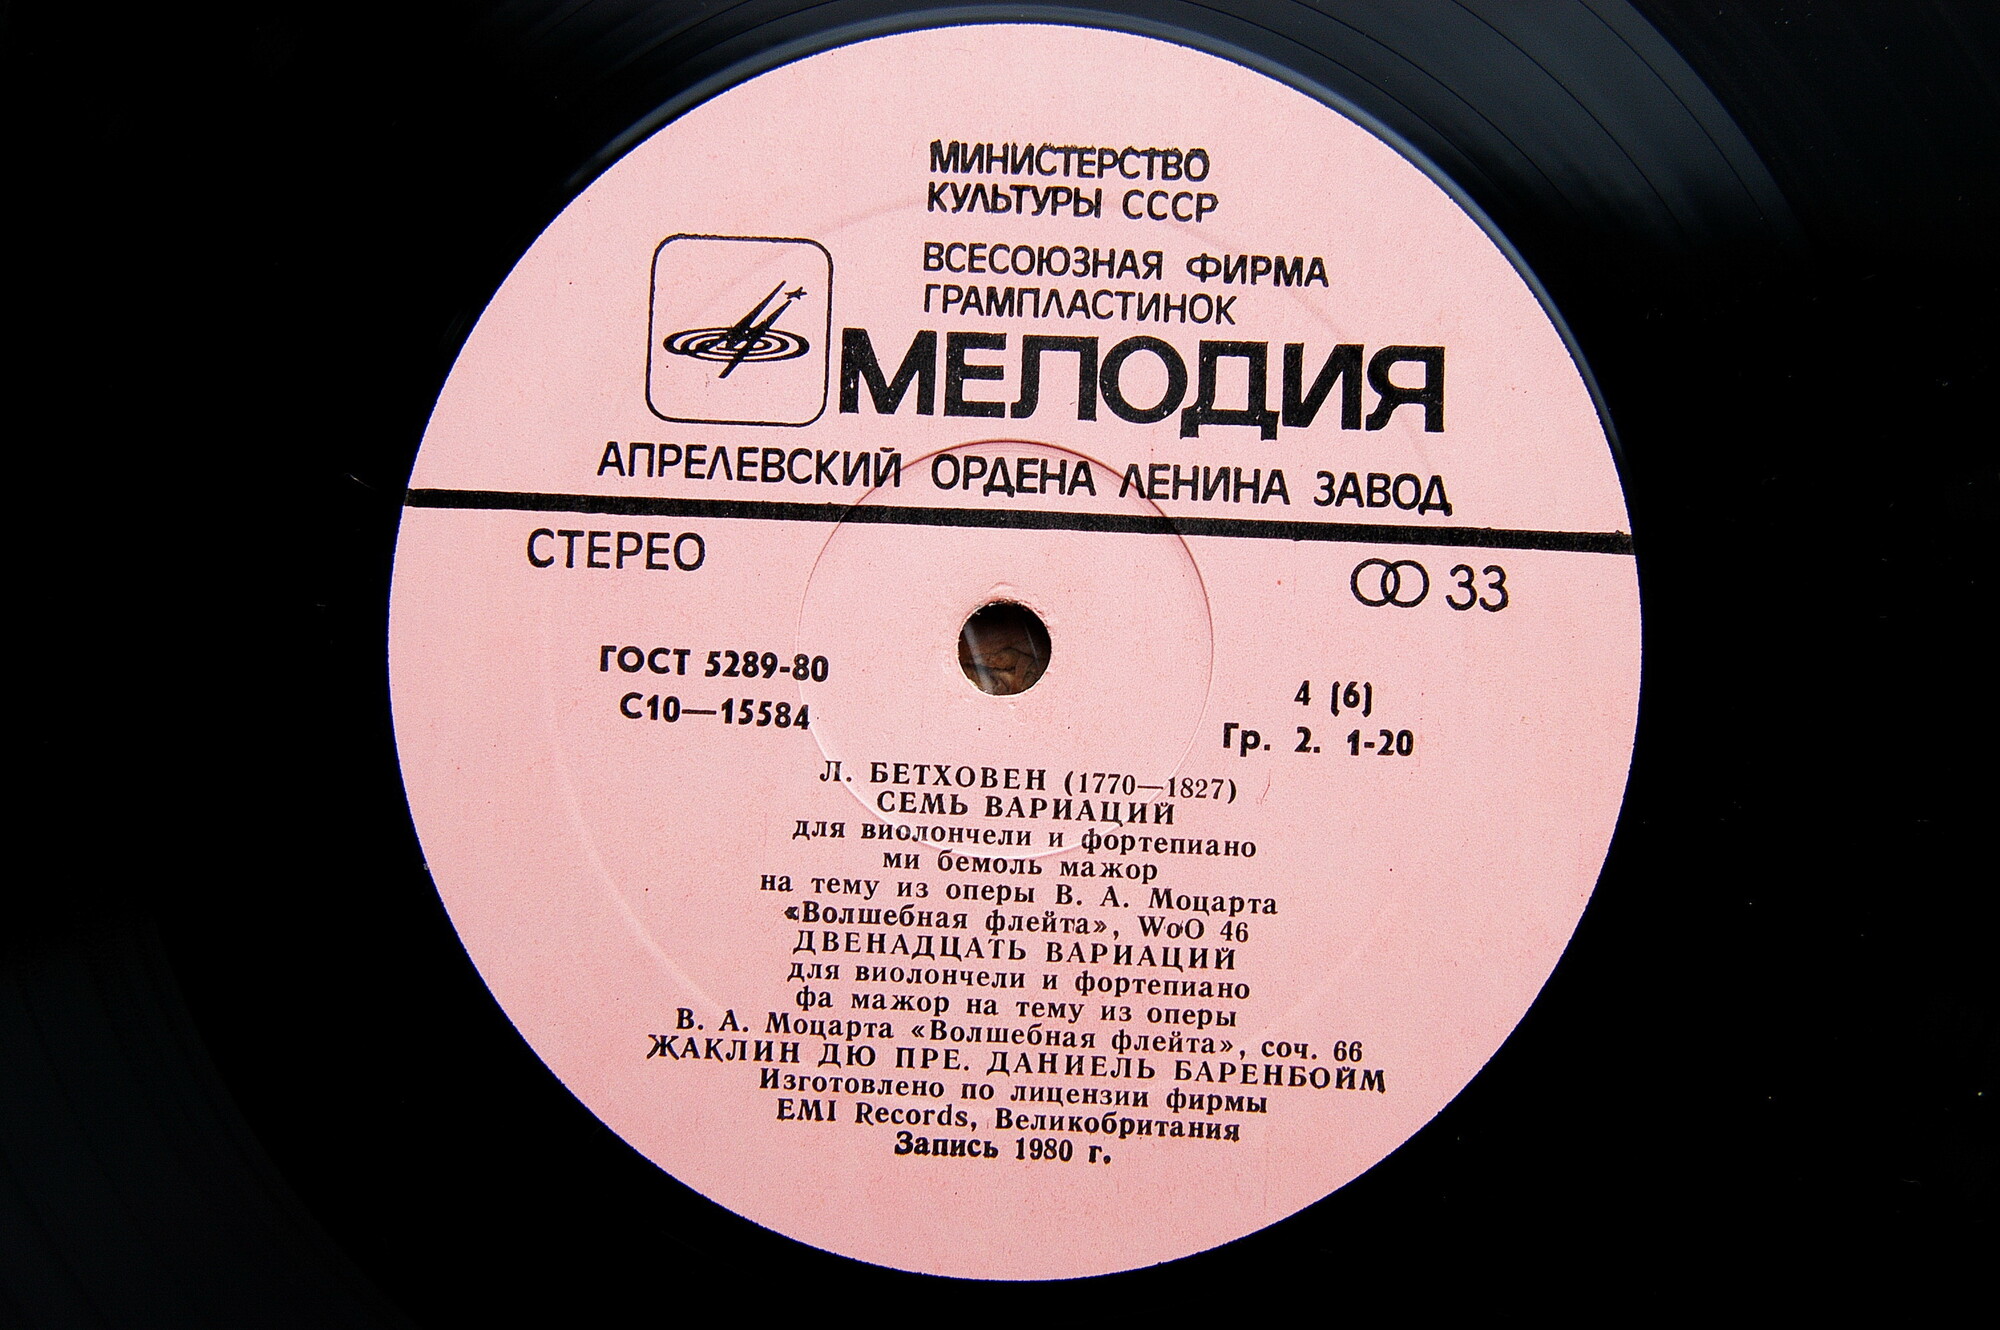 МИНИСТЕРСТВО
КУЛЬТУРЫ СССР
ВСЕСОЮЗНАЯ ФИРМА
ГРАМПЛАСТИНОК
МЕЛОДИЯ
АПРЕЛЕВСКИЙ ОРДЕНА ЛЕНИНА ЗАВОД
СТЕРЕО
33
ГОСТ 5289-80
С10—15584
4 (6)
Гр. 2. 1-20
Л. БЕТХОВЕН (1770—1827)
СЕМЬ ВАРИАЦИЙ
для виолончели и фортепиано
ми бемоль мажор
на тему из оперы В. А. Моцарта
«Волшебная флейта», WoO 46
ДВЕНАДЦАТЬ ВАРИАЦИЙ
для виолончели и фортепиано
фа мажор на тему из оперы
В. А. Моцарта «Волшебная флейта», соч. 66
ЖАКЛИН ДЮ ПРЕ. ДАНИЕЛЬ БАРЕНБОЙМ
Изготовлено по лицензии фирмы
EMI Records, Великобритания
Запись 1980 г.